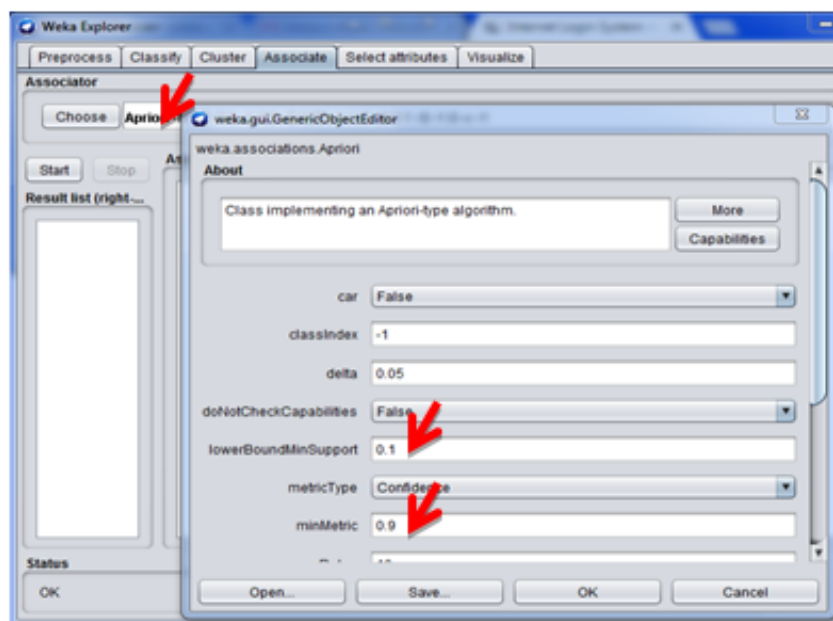 Weka Explorer
Preprocess Classify Cluster Associate Select attributes Visualize
Associator
Choose
weka.gui.GenericObjectEditor
weka.associations.Apriori
Start Stop
About
Result list (right-...
Class implementing an Apriori-type algorithm.
More
Capabilities
car False
classIndex -1
delta 0.05
doNotCheckCapabilities False
lowerBoundMinSupport 0.1
metricType Confidence
minMetric 0.9
Status
OK
Open... Save... OK Cancel